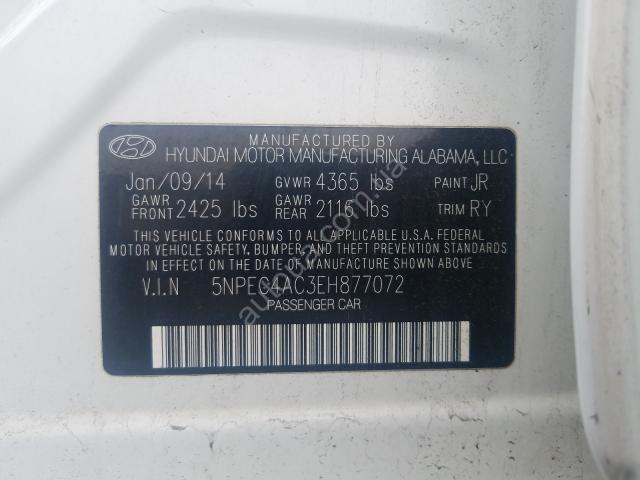 MANUFACTURED BY
HYUNDAI MOTOR MANUFACTURING ALABAMA, LLC
Jan/09/14 GVWR 4365 lbs PAINT JR
GAWR FRONT 2425 lbs GAWR REAR 2116 lbs TRIM RY
THIS VEHICLE CONFORMS TO ALL APPLICABLE U.S.A. FEDERAL
MOTOR VEHICLE SAFETY, BUMPER, AND THEFT PREVENTION STANDARDS
IN EFFECT ON THE DATE OF MANUFACTURE SHOWN ABOVE
V.I.N 5NPEC4AC3EH877072
PASSENGER CAR